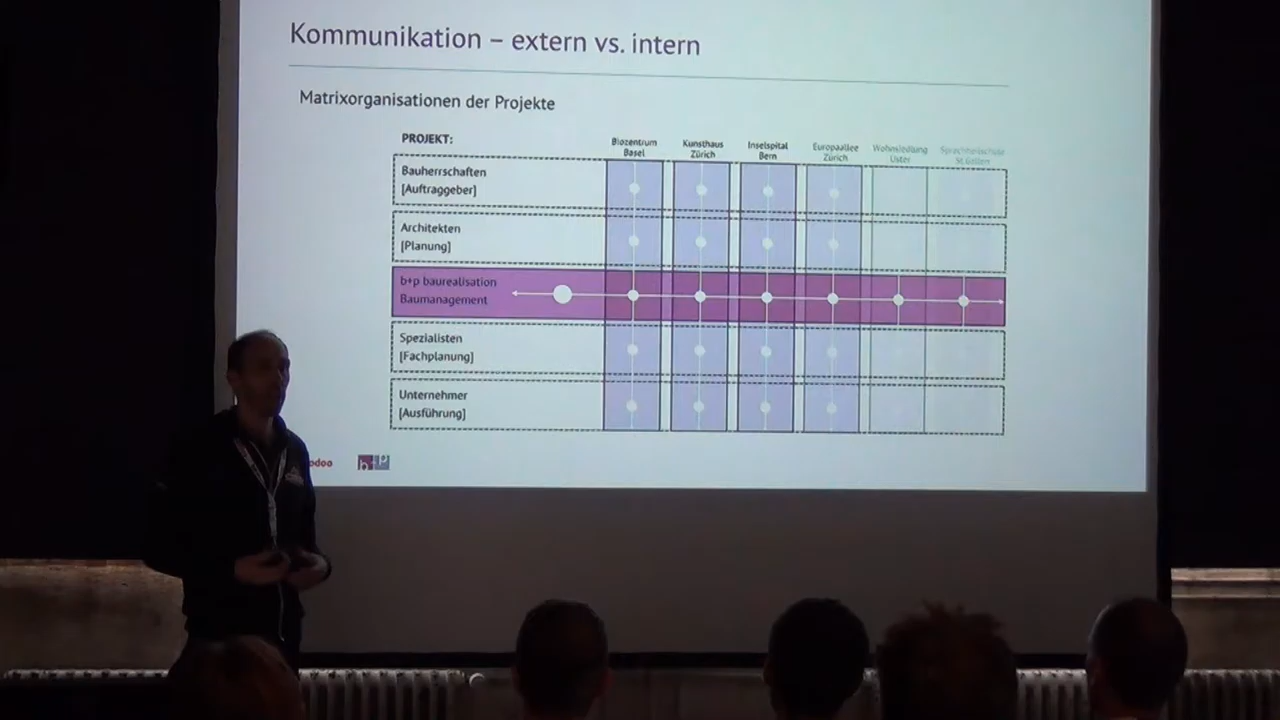 Kommunikation – extern vs. intern
Matrixorganisationen der Projekte
PROJEKT:
Biozentrum Basel
Kunsthaus Zürich
Inselspital Bern
Europaallee Zürich
Wohnsiedlung Uster
Sprachheilschule St.Gallen
Bauherrschaften
[Auftraggeber]
Architekten
[Planung]
b+p baurealisation
Baumanagement
Spezialisten
[Fachplanung]
Unternehmer
[Ausführung]
odoo
b+p